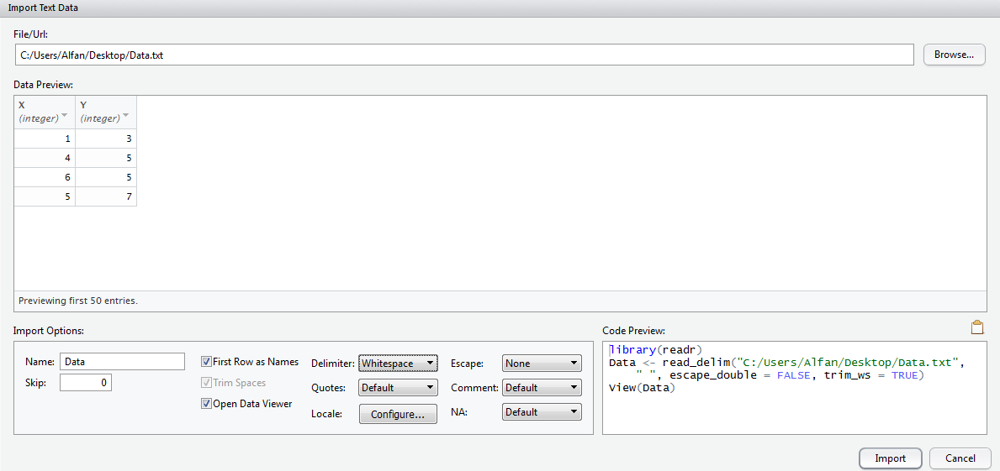 Import Text Data
File/Url:
C:/Users/Alfan/Desktop/Data.txt
Browse...
Data Preview:
X Y
(integer) (integer)
1 3
4 5
6 5
5 7
Previewing first 50 entries.
Import Options:
Name: Data
Skip: 0
First Row as Names
Trim Spaces
Open Data Viewer
Delimiter: Whitespace
Quotes: Default
Locale: Configure...
Escape: None
Comment: Default
NA: Default
Code Preview:
library(readr)
Data <- read_delim("C:/Users/Alfan/Desktop/Data.txt",
" ", escape_double = FALSE, trim_ws = TRUE)
View(Data)
Import Cancel